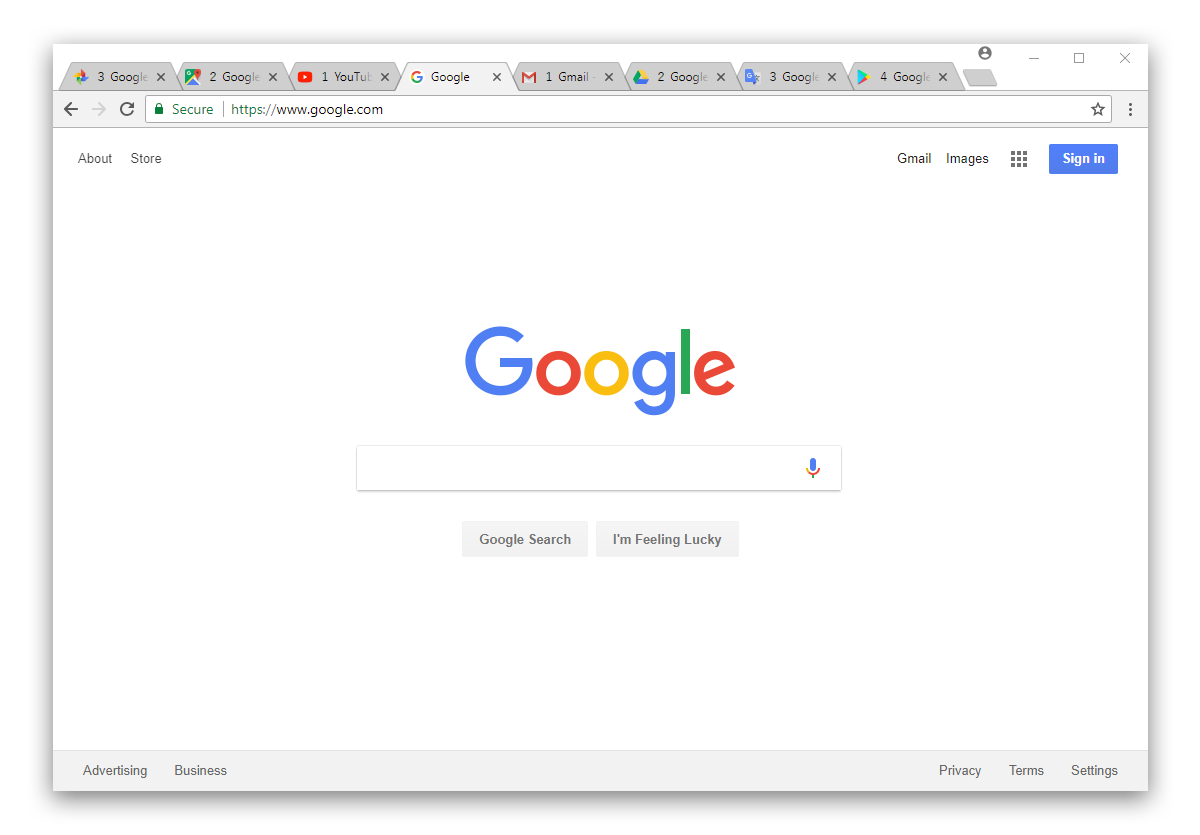 3 Google
2 Google
1 YouTub
Google
1 Gmail -
2 Google
3 Google
4 Google
Secure
https://www.google.com
About
Store
Gmail
Images
Sign in
Google
Google Search
I'm Feeling Lucky
Advertising
Business
Privacy
Terms
Settings